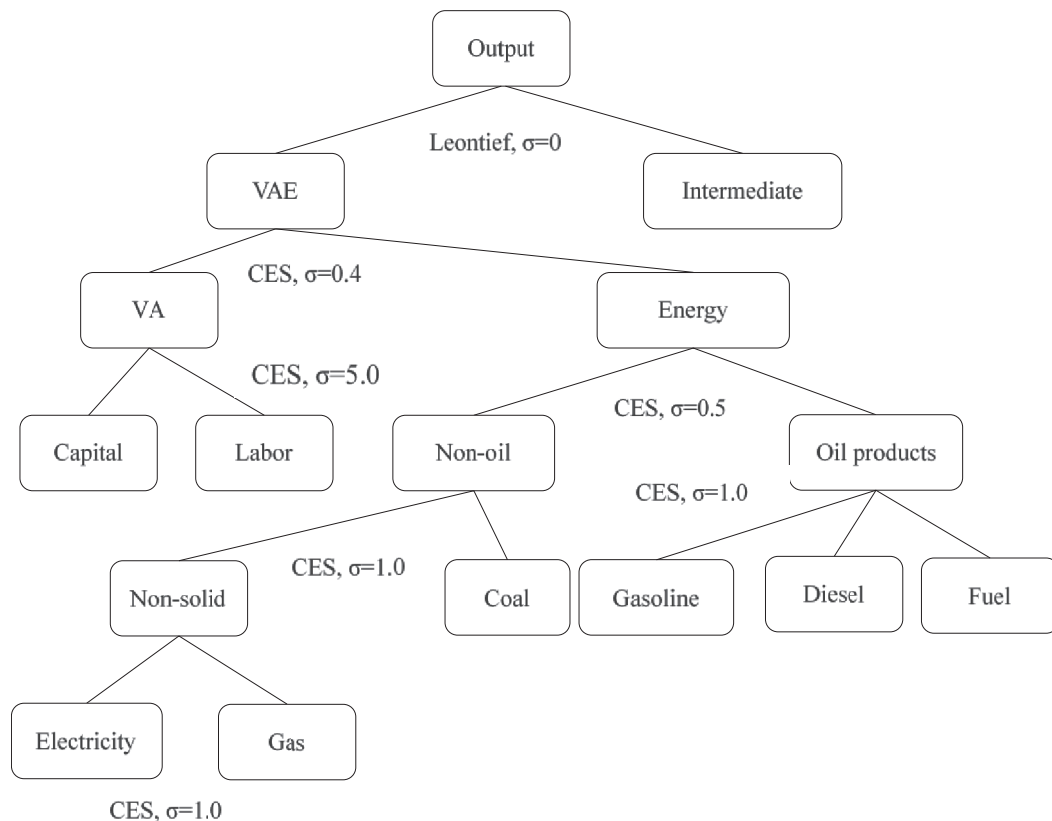 Output
Leontief, σ=0
VAE
Intermediate
CES, σ=0.4
VA
Energy
CES, σ=5.0
CES, σ=0.5
Capital
Labor
Non-oil
Oil products
CES, σ=1.0
CES, σ=1.0
Non-solid
Coal
Gasoline
Diesel
Fuel
Electricity
Gas
CES, σ=1.0